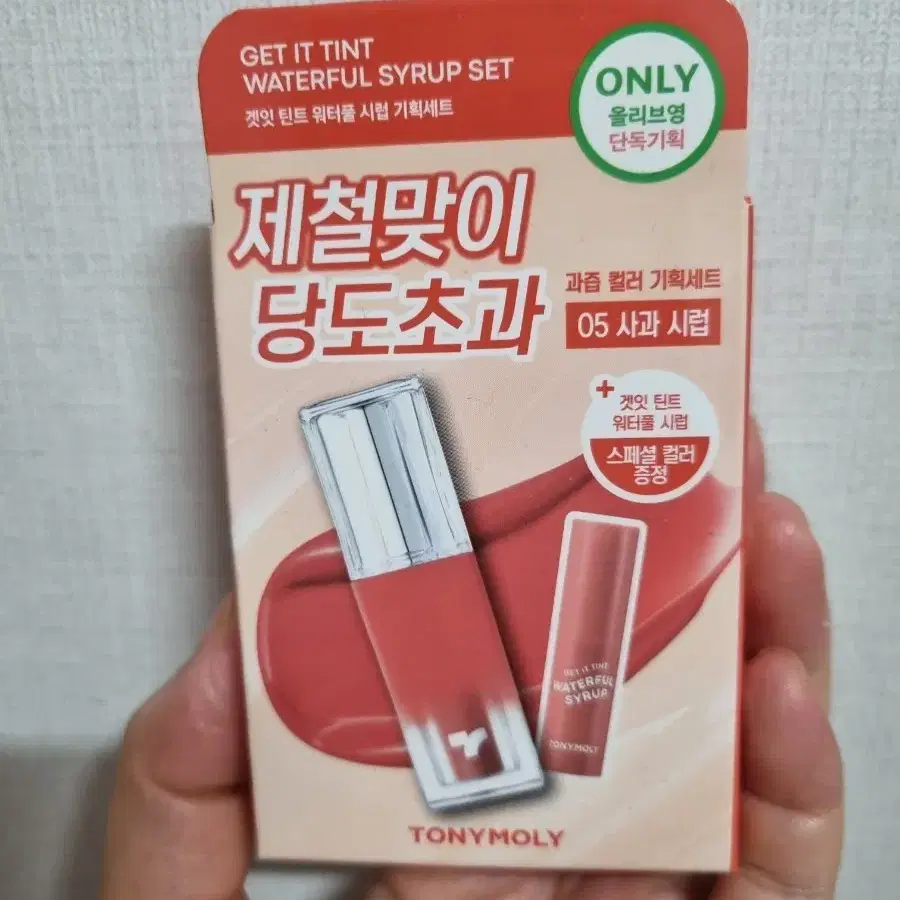 GET IT TINT
WATERFUL SYRUP SET
겟잇 틴트 워터풀 시럽 기획세트
ONLY
올리브영
단독기획
제철맞이
당도초과
과즙 컬러 기획세트
05 사과 시럽
+
겟잇 틴트
워터풀 시럽
스페셜 컬러
증정
GET IT TINT
WATERFUL
SYRUP
TONYMOLY
TONYMOLY